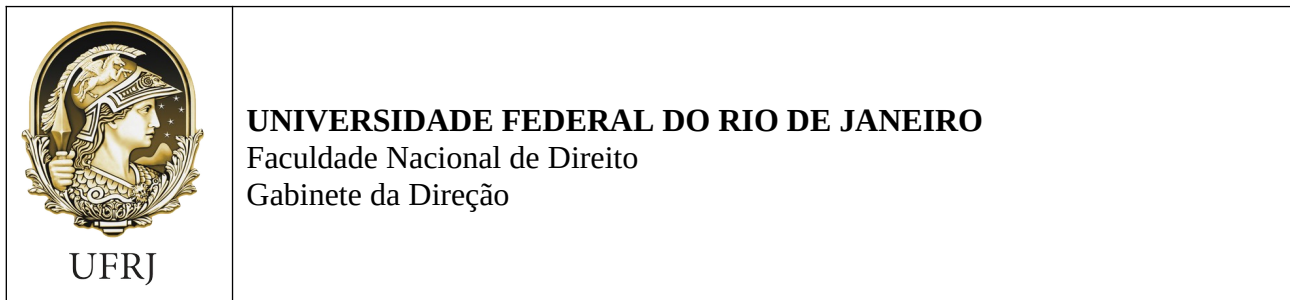 UFRJ
UNIVERSIDADE FEDERAL DO RIO DE JANEIRO
Faculdade Nacional de Direito
Gabinete da Direção